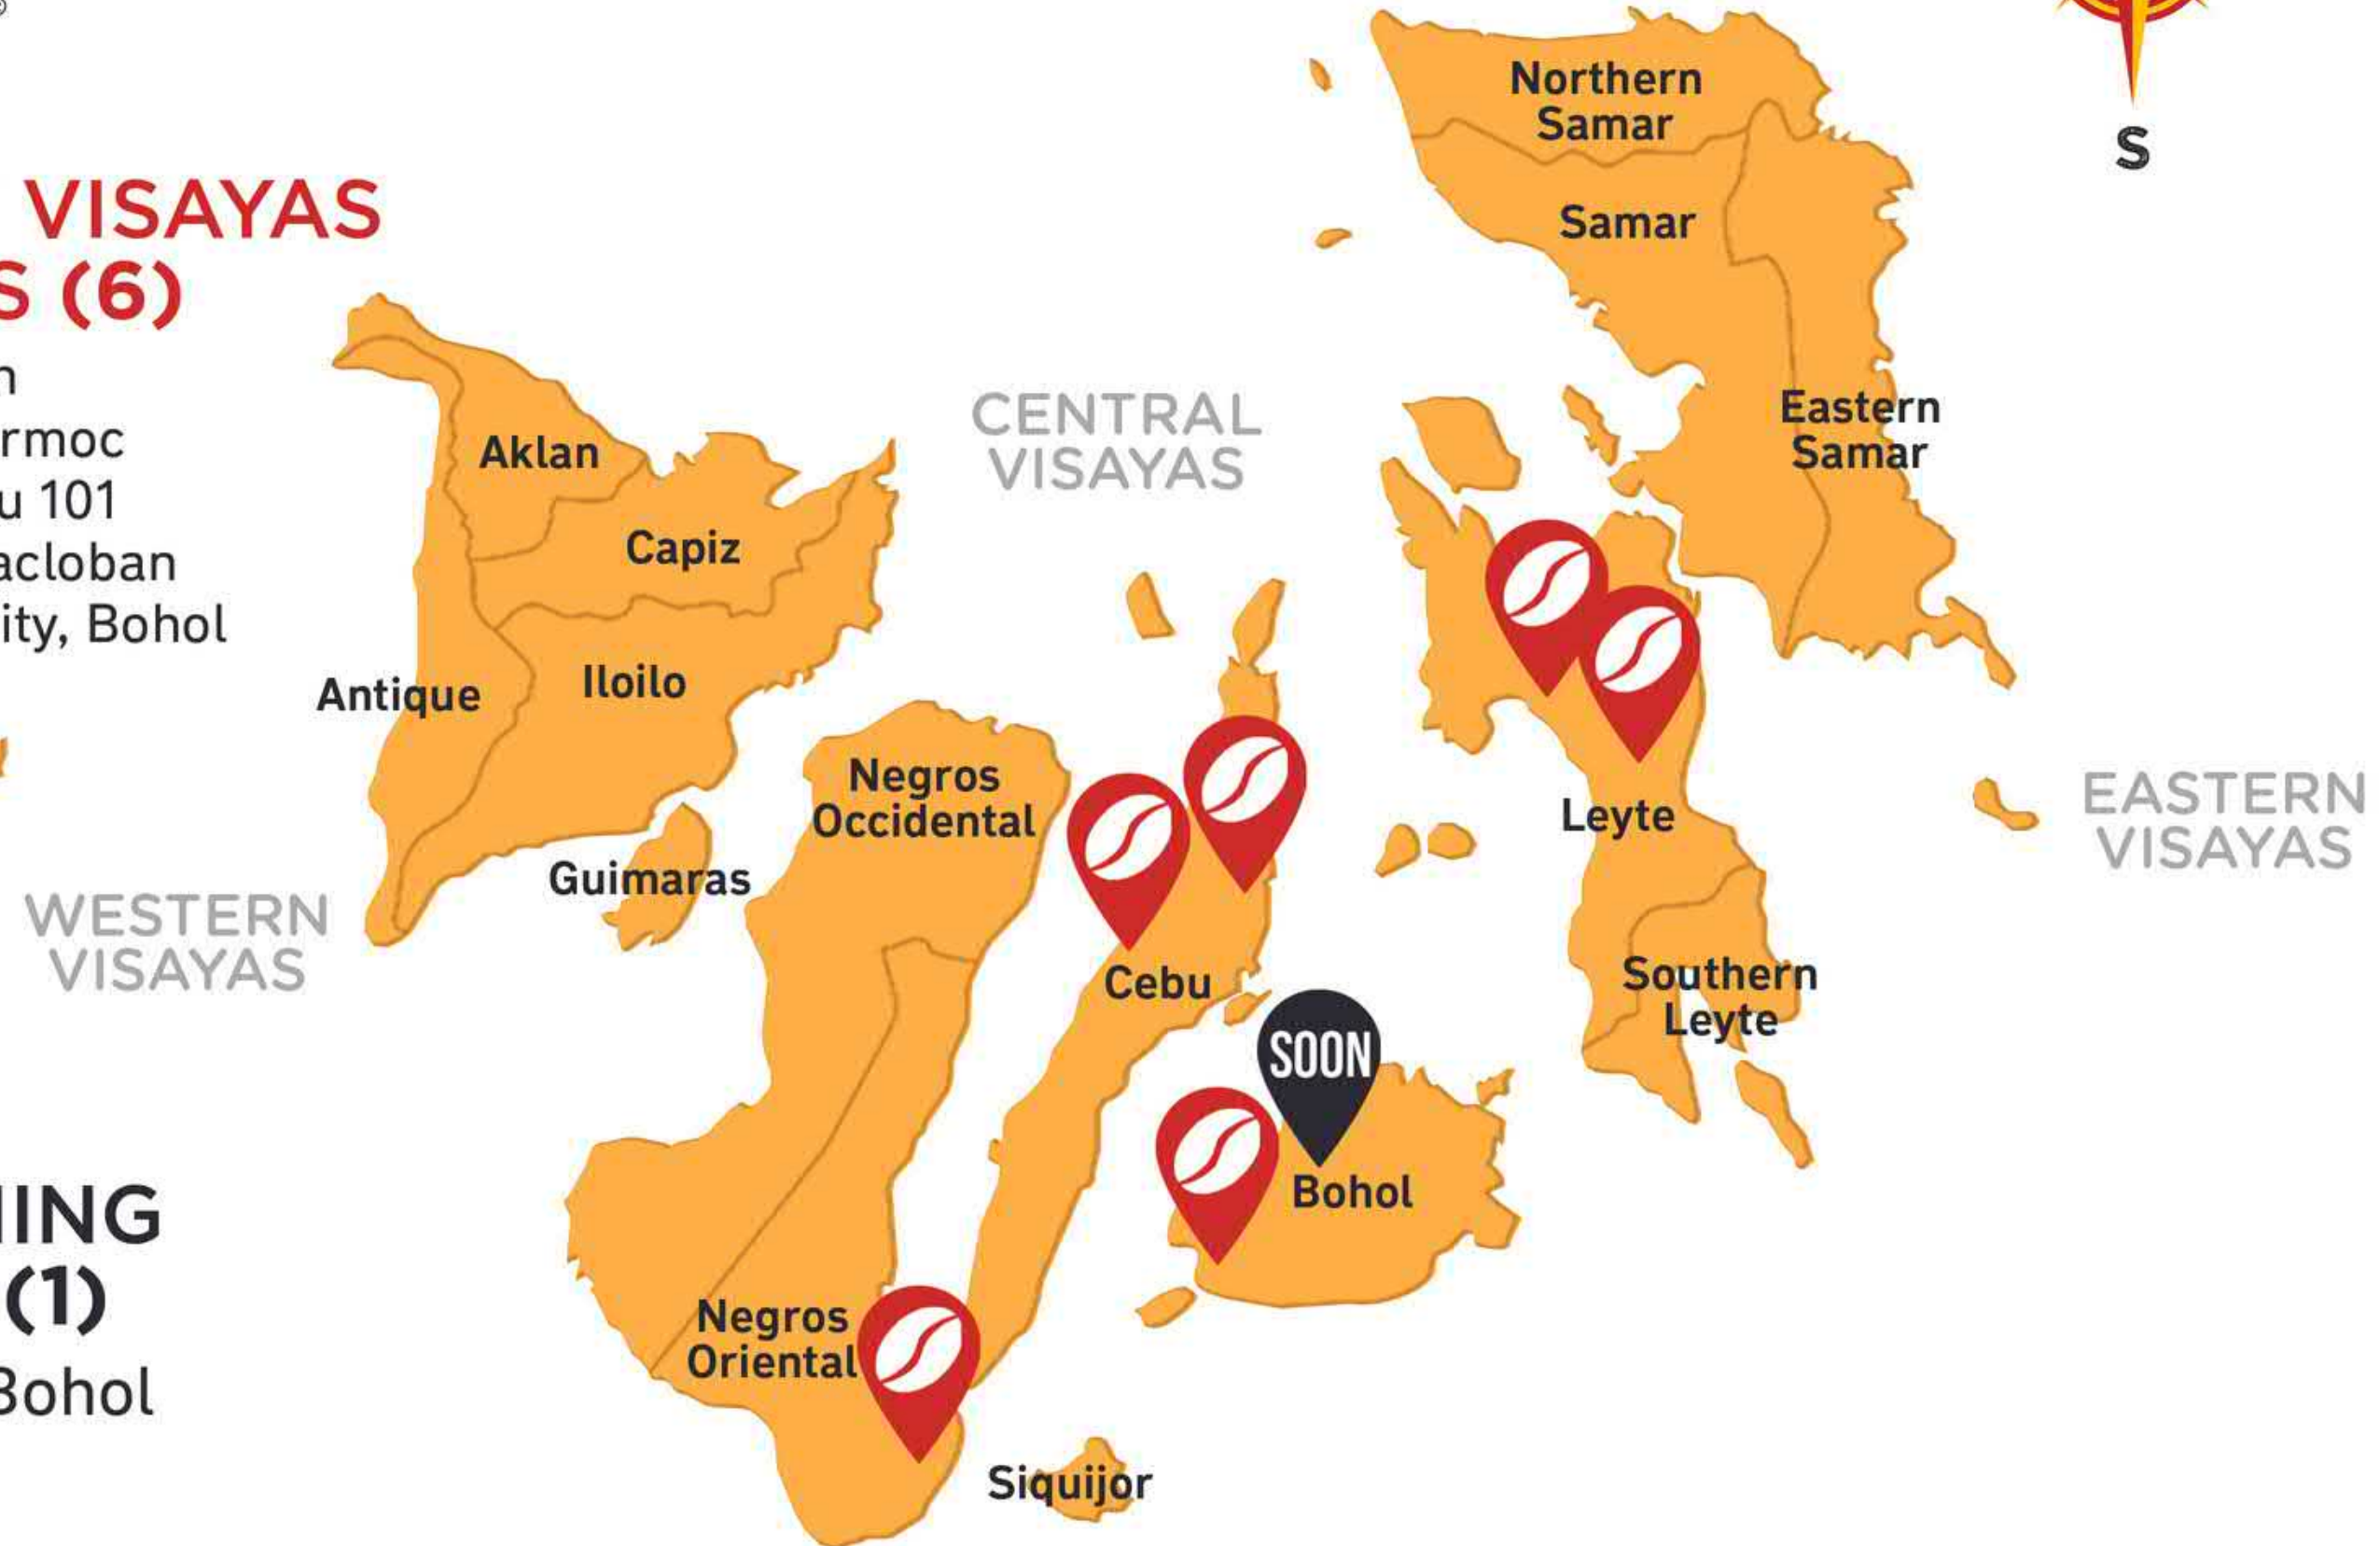 VISAYAS
S (6)
n
rmoc
u 101
acloban
ity, Bohol
WESTERN
VISAYAS
NING
(1)
Bohol
Aklan
Capiz
Antique
Iloilo
Guimaras
Negros
Occidental
Negros
Oriental
CENTRAL
VISAYAS
Cebu
SOON
Bohol
Siquijor
Northern
Samar
Samar
Eastern
Samar
Leyte
Southern
Leyte
S
EASTERN
VISAYAS